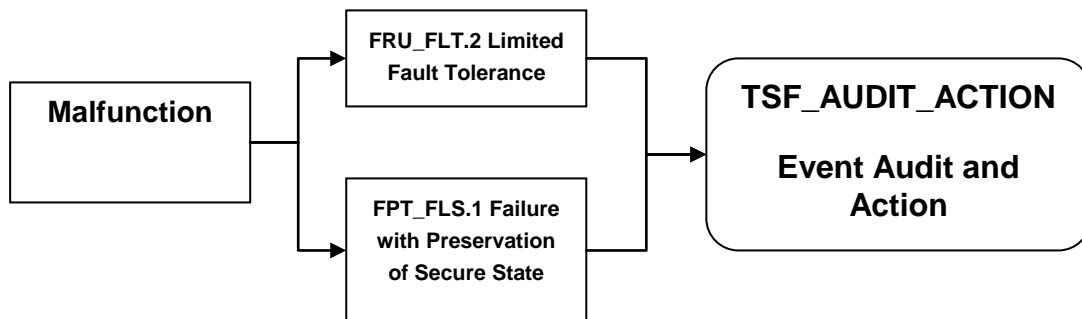 Malfunction
FRU_FLT.2 Limited
Fault Tolerance
FPT_FLS.1 Failure
with Preservation
of Secure State
TSF_AUDIT_ACTION
Event Audit and
Action